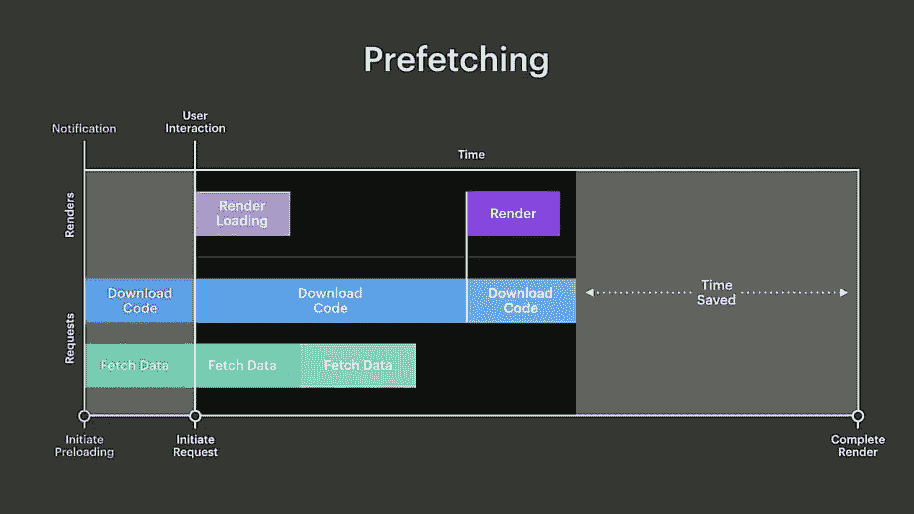 Prefetching
Notification
User
Interaction
Time
Renders
Render
Loading
Render
Requests
Download
Code
Download
Code
Download
Code
Time
Saved
Fetch Data
Fetch Data
Fetch Data
Initiate
Preloading
Initiate
Request
Complete
Render